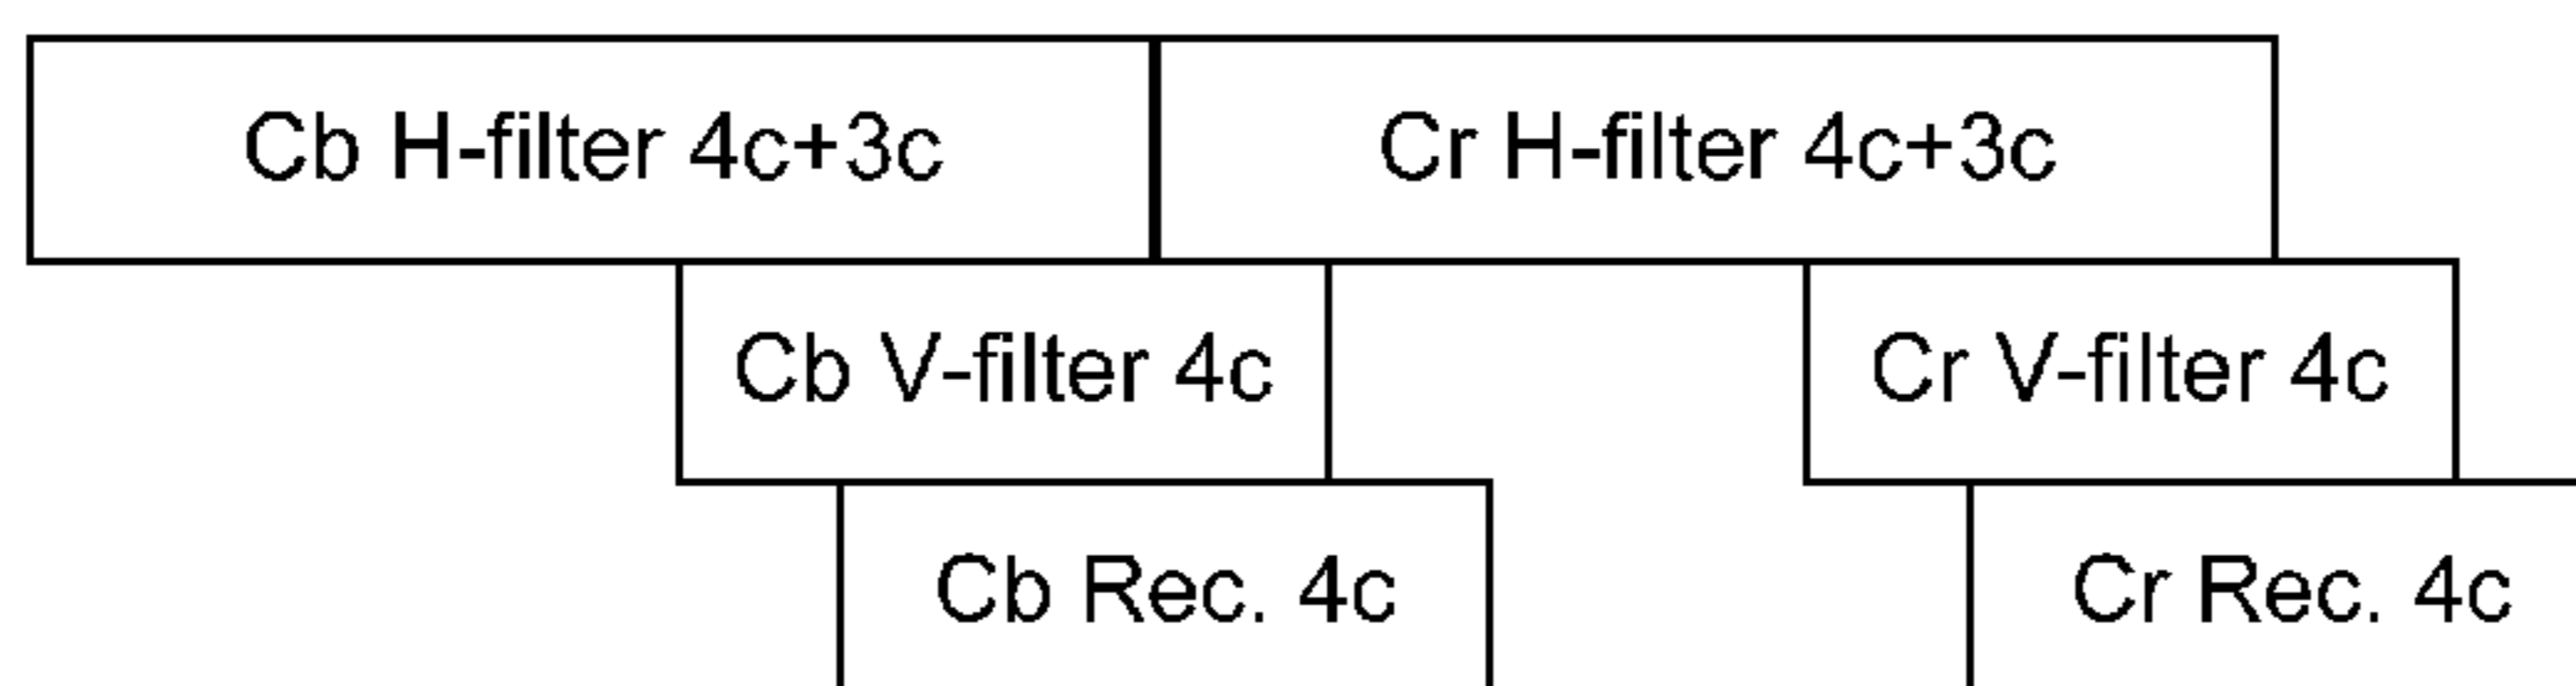 Cb H-filter 4c+3c
Cr H-filter 4c+3c
Cb V-filter 4c
Cr V-filter 4c
Cb Rec. 4c
Cr Rec. 4c